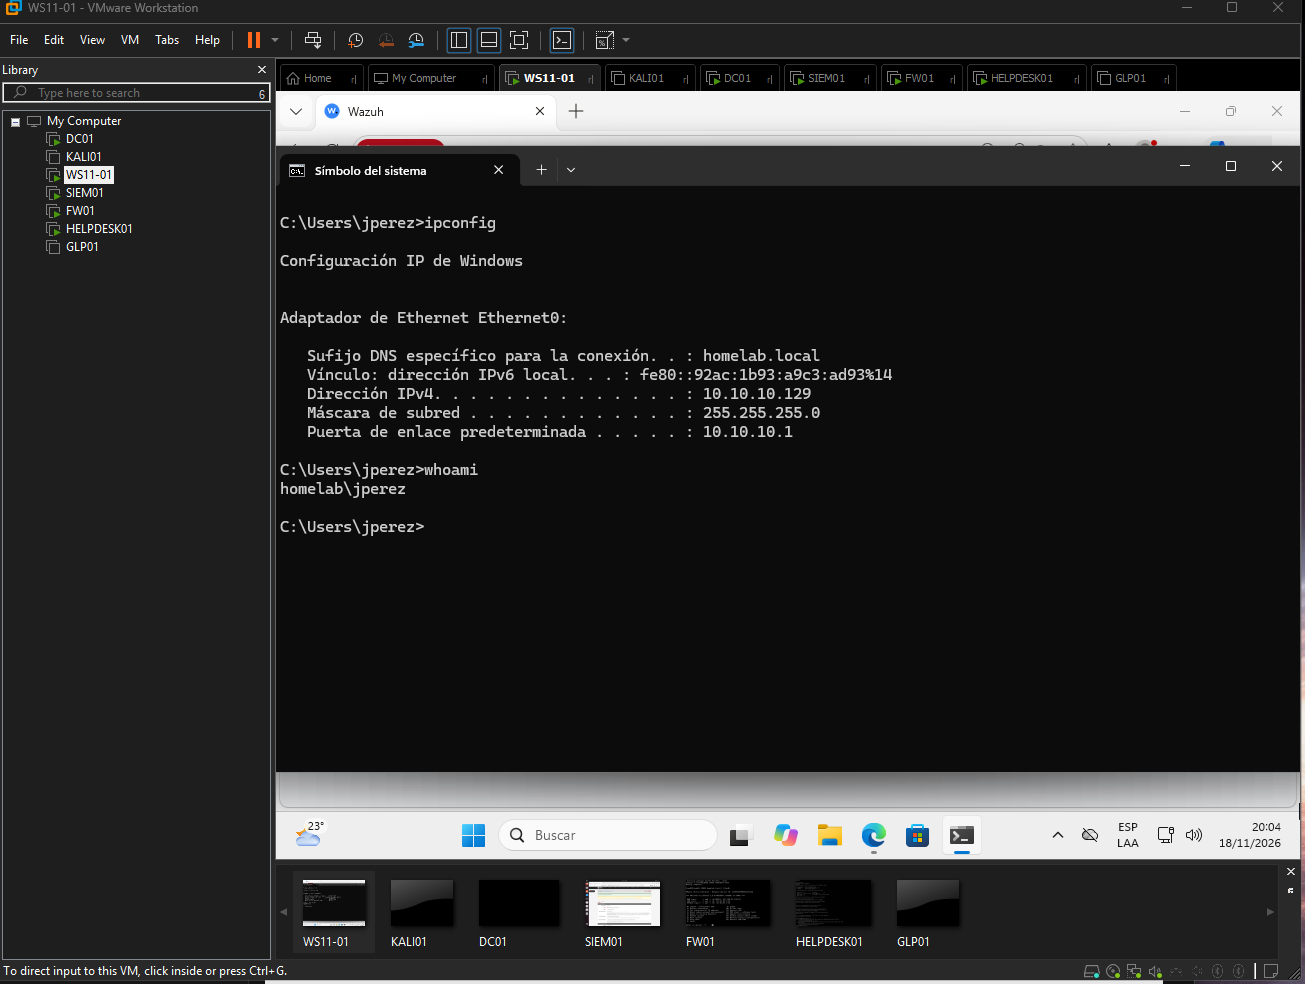 WS11-01 - VMware Workstation
File Edit View VM Tabs Help
Library
Type here to search
6
My Computer
DC01
KALI01
WS11-01
SIEM01
FW01
HELPDESK01
GLP01
Home My Computer WS11-01 KALI01 DC01 SIEM01 FW01 HELPDESK01 GLP01
Wazuh
Símbolo del sistema
C:\Users\jperez>ipconfig
Configuración IP de Windows
Adaptador de Ethernet Ethernet0:
Sufijo DNS específico para la conexión. . : homelab.local
Vínculo: dirección IPv6 local. . . : fe80::92ac:1b93:a9c3:ad93%14
Dirección IPv4. . . . . . . . . . . . . . : 10.10.10.129
Máscara de subred . . . . . . . . . . . . : 255.255.255.0
Puerta de enlace predeterminada . . . . . : 10.10.10.1
C:\Users\jperez>whoami
homelab\jperez
C:\Users\jperez>
23°
Buscar
ESP
LAA
20:04
18/11/2026
WS11-01 KALI01 DC01 SIEM01 FW01 HELPDESK01 GLP01
To direct input to this VM, click inside or press Ctrl+G.